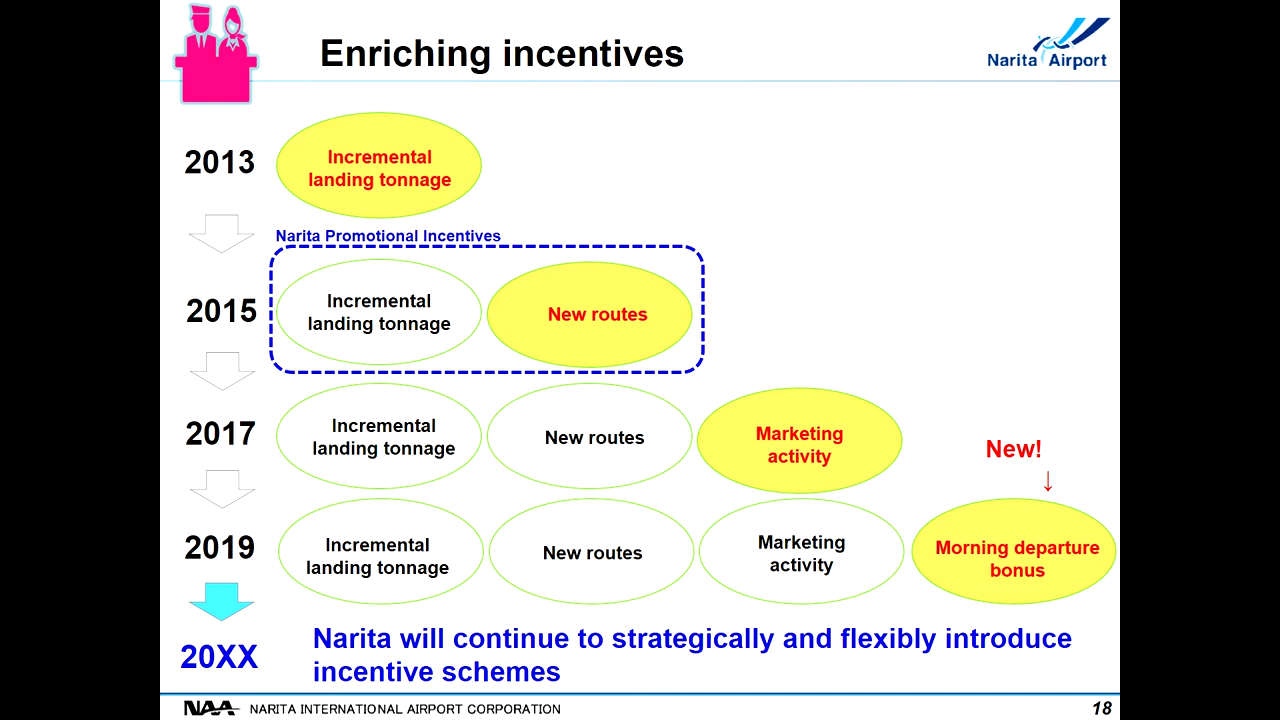 Enriching incentives
Narita Airport
2013
Incremental
landing tonnage
Narita Promotional Incentives
2015
Incremental
landing tonnage
New routes
2017
Incremental
landing tonnage
New routes
Marketing
activity
New!
↓
2019
Incremental
landing tonnage
New routes
Marketing
activity
Morning departure
bonus
20XX
Narita will continue to strategically and flexibly introduce
incentive schemes
NAA NARITA INTERNATIONAL AIRPORT CORPORATION
18